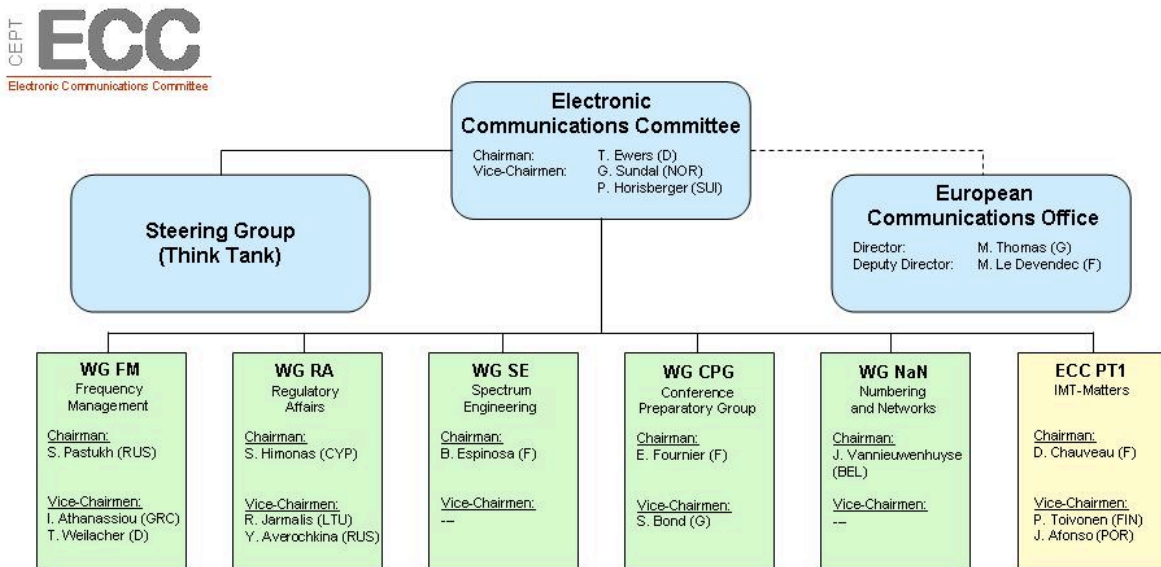 CEPT
ECC
Electronic Communications Committee
Electronic
Communications Committee
Chairman: T. Ewers (D)
Vice-Chairmen: G. Sundal (NOR)
P. Horisberger (SUI)
Steering Group
(Think Tank)
European
Communications Office
Director: M. Thomas (G)
Deputy Director: M. Le Devendec (F)
WG FM
Frequency
Management
Chairman:
S. Pastukh (RUS)
Vice-Chairmen:
I. Athanassiou (GRC)
T. Weilacher (D)
WG RA
Regulatory
Affairs
Chairman:
S. Himonas (CYP)
Vice-Chairmen:
R. Jarmalis (LTU)
Y. Averochkina (RUS)
WG SE
Spectrum
Engineering
Chairman:
B. Espinosa (F)
Vice-Chairmen:
---
WG CPG
Conference
Preparatory Group
Chairman:
E. Fournier (F)
Vice-Chairmen:
S. Bond (G)
WG NaN
Numbering
and Networks
Chairman:
J. Vannieuwenhuyse
(BEL)
Vice-Chairmen:
---
ECC PT1
IMT-Matters
Chairman:
D. Chauveau (F)
Vice-Chairmen:
P. Toivonen (FIN)
J. Afonso (POR)